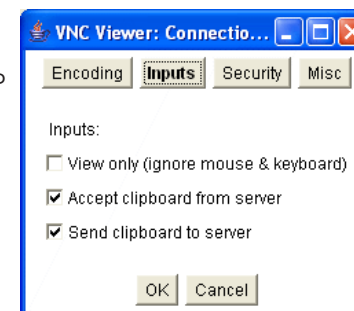 VNC Viewer: Connectio...
Encoding Inputs Security Misc
Inputs:
View only (ignore mouse & keyboard)
Accept clipboard from server
Send clipboard to server
OK Cancel